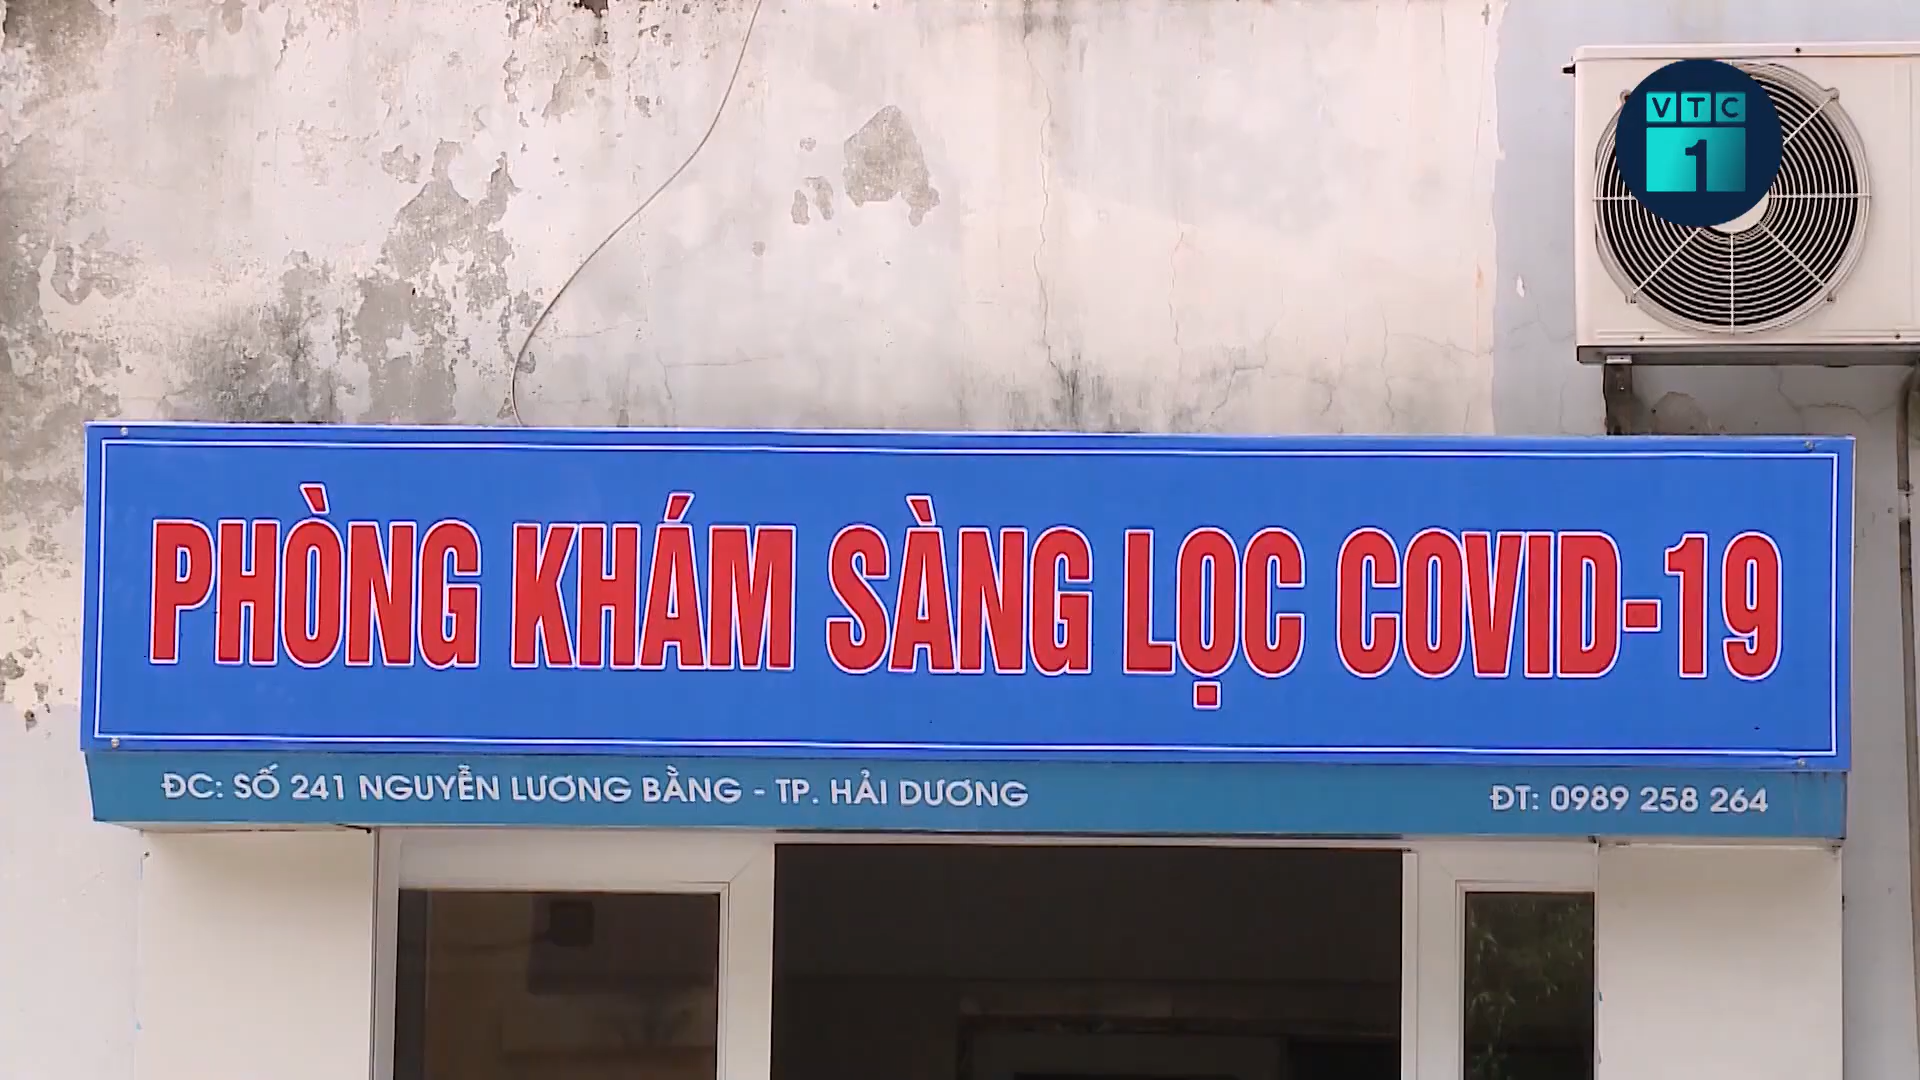 VTC
1
PHÒNG KHÁM SÀNG LỌC COVID-19
ĐC: SỐ 241 NGUYỄN LƯƠNG BẰNG - TP. HẢI DƯƠNG
ĐT: 0989 258 264